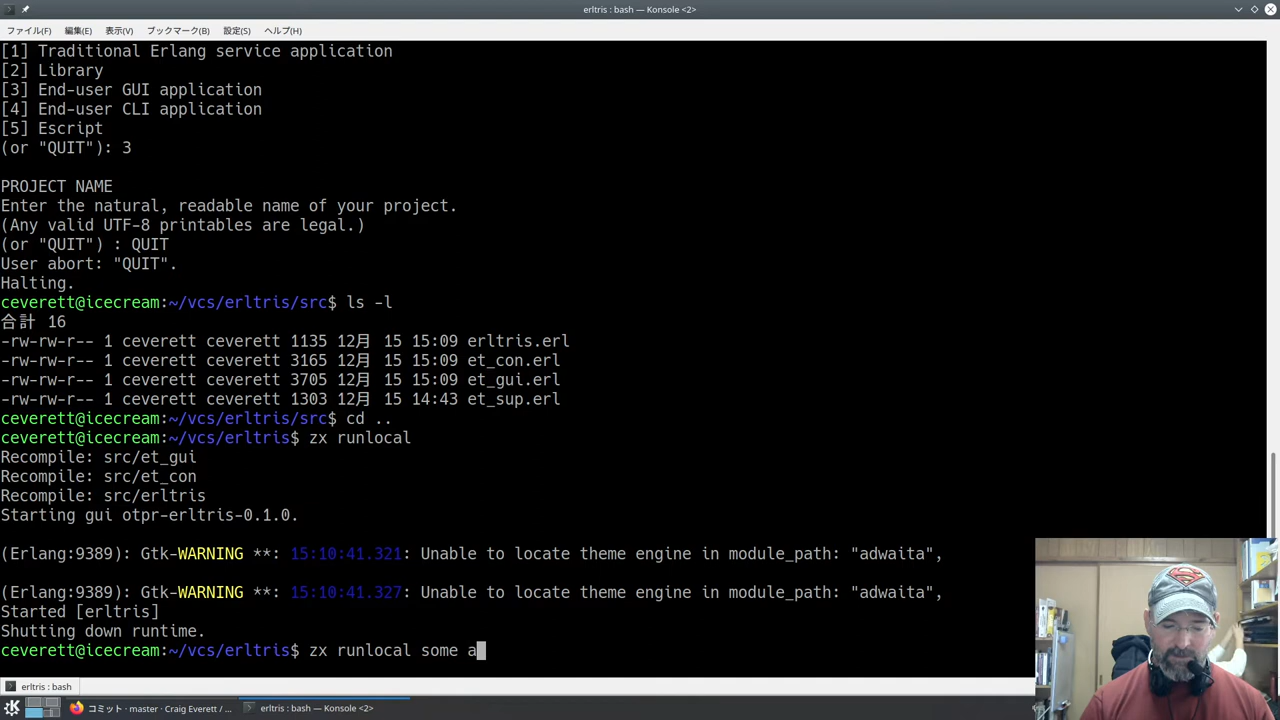 erltris : bash — Konsole <2>
ファイル(F) 編集(E) 表示(V) ブックマーク(B) 設定(S) ヘルプ(H)
[1] Traditional Erlang service application
[2] Library
[3] End-user GUI application
[4] End-user CLI application
[5] Escript
(or "QUIT"): 3
PROJECT NAME
Enter the natural, readable name of your project.
(Any valid UTF-8 printables are legal.)
(or "QUIT") : QUIT
User abort: "QUIT".
Halting.
ceverett@icecream:~/vcs/erltris/src$ ls -l
合計 16
-rw-rw-r-- 1 ceverett ceverett 1135 12月 15 15:09 erltris.erl
-rw-rw-r-- 1 ceverett ceverett 3165 12月 15 15:09 et_con.erl
-rw-rw-r-- 1 ceverett ceverett 3705 12月 15 15:09 et_gui.erl
-rw-rw-r-- 1 ceverett ceverett 1303 12月 15 14:43 et_sup.erl
ceverett@icecream:~/vcs/erltris/src$ cd ..
ceverett@icecream:~/vcs/erltris$ zx runlocal
Recompile: src/et_gui
Recompile: src/et_con
Recompile: src/erltris
Starting gui otpr-erltris-0.1.0.
(Erlang:9389): Gtk-WARNING **: 15:10:41.321: Unable to locate theme engine in module_path: "adwaita",
(Erlang:9389): Gtk-WARNING **: 15:10:41.327: Unable to locate theme engine in module_path: "adwaita",
Started [erltris]
Shutting down runtime.
ceverett@icecream:~/vcs/erltris$ zx runlocal some a
erltris : bash
コミット · master · Craig Everett / ...
erltris : bash — Konsole <2>